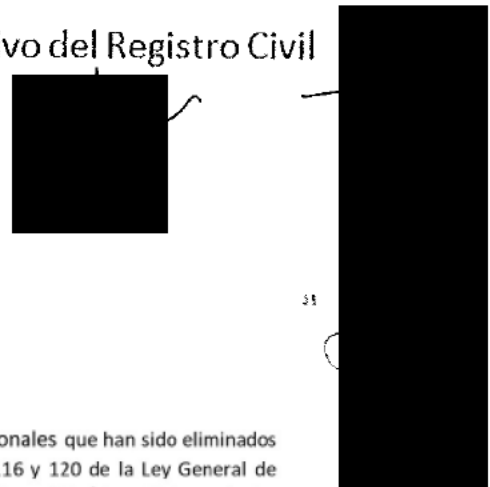 vo del Registro Civil
onales que han sido eliminados
16 y 120 de la Ley General de